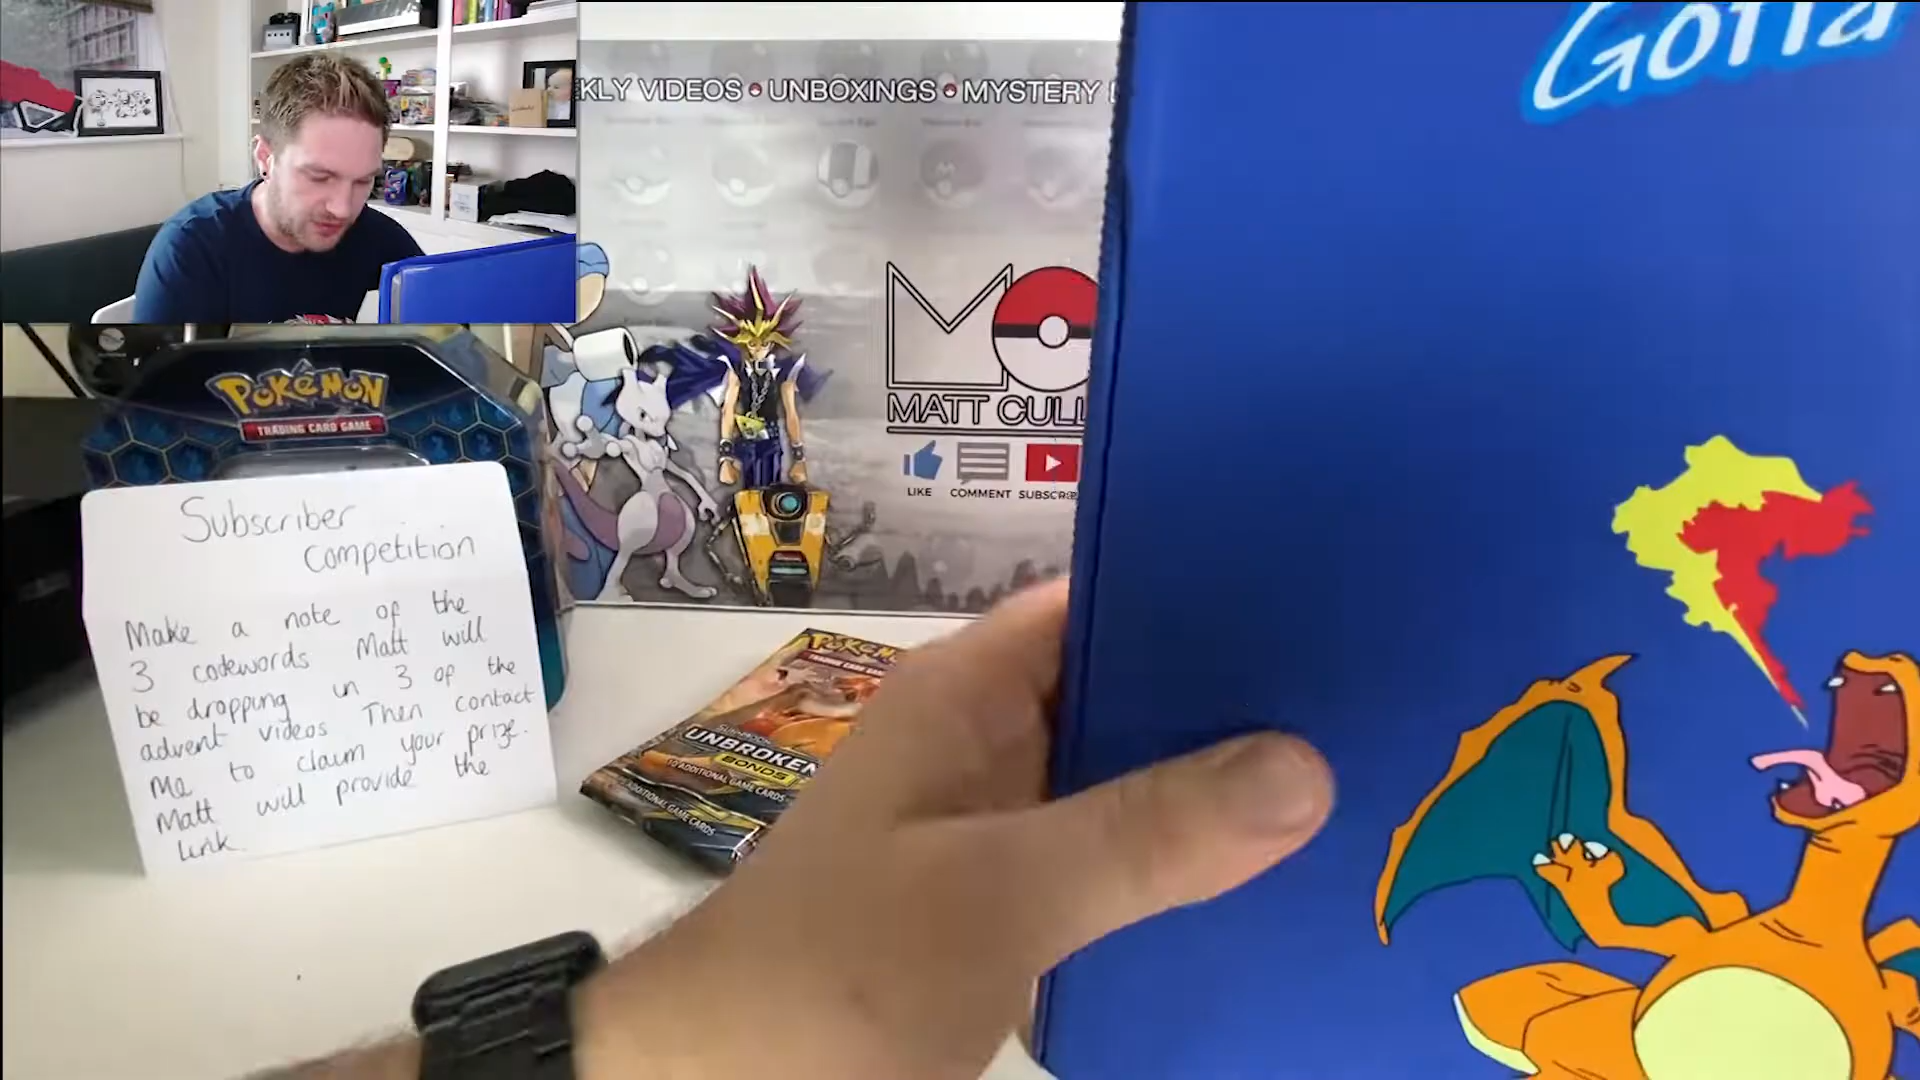 Gotta
KLY VIDEOS • UNBOXINGS • MYSTERY
MATT CULL
LIKE COMMENT SUBSCRIBE
POKéMON
TRADING CARD GAME
Subscriber
competition
Make a note of the
3 codewords Matt will
be dropping in 3 of the
advent videos Then contact
Me to claim your prize.
Matt will provide the
link
POKéMON
TRADING CARD
UNBROKEN
BONDS
10 ADDITIONAL GAME CARDS
ADDITIONAL GAME CARDS